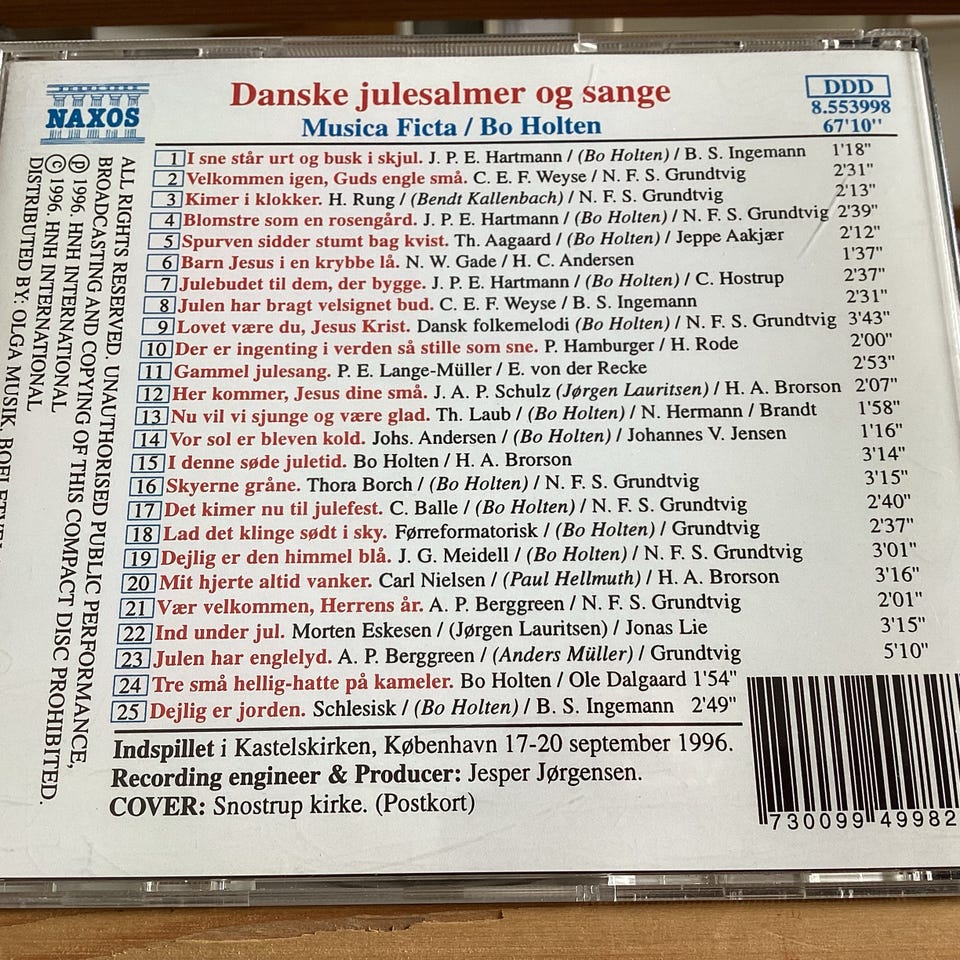 NAXOS
Danske julesalmer og sange
Musica Ficta / Bo Holten
DDD
8.553998
67'10''
1 I sne står urt og busk i skjul. J. P. E. Hartmann / (Bo Holten) / B. S. Ingemann 1'18"
2 Velkommen igen, Guds engle små. C. E. F. Weyse / N. F. S. Grundtvig 2'31"
3 Kimer i klokker. H. Rung / (Bendt Kallenbach) / N. F. S. Grundtvig 2'13"
4 Blomstre som en rosengård. J. P. E. Hartmann / (Bo Holten) / N. F. S. Grundtvig 2'39"
5 Spurven sidder stumt bag kvist. Th. Aagaard / (Bo Holten) / Jeppe Aakjær 2'12"
6 Barn Jesus i en krybbe lå. N. W. Gade / H. C. Andersen 1'37"
7 Julebudet til dem, der bygge. J. P. E. Hartmann / (Bo Holten) / C. Hostrup 2'37"
8 Julen har bragt velsignet bud. C. E. F. Weyse / B. S. Ingemann 2'31"
9 Lovet være du, Jesus Krist. Dansk folkemelodi (Bo Holten) / N. F. S. Grundtvig 3'43"
10 Der er ingenting i verden så stille som sne. P. Hamburger / H. Rode 2'00"
11 Gammel julesang. P. E. Lange-Müller / E. von der Recke 2'53"
12 Her kommer, Jesus dine små. J. A. P. Schulz (Jørgen Lauritsen) / H. A. Brorson 2'07"
13 Nu vil vi sjunge og være glad. Th. Laub / (Bo Holten) / N. Hermann / Brandt 1'58"
14 Vor sol er bleven kold. Johs. Andersen / (Bo Holten) / Johannes V. Jensen 1'16"
15 I denne søde juletid. Bo Holten / H. A. Brorson 3'14"
16 Skyerne gråne. Thora Borch / (Bo Holten) / N. F. S. Grundtvig 3'15"
17 Det kimer nu til julefest. C. Balle / (Bo Holten) / N. F. S. Grundtvig 2'40"
18 Lad det klinge sødt i sky. Førreformatorisk / (Bo Holten) / Grundtvig 2'37"
19 Dejlig er den himmel blå. J. G. Meidell / (Bo Holten) / N. F. S. Grundtvig 3'01"
20 Mit hjerte altid vanker. Carl Nielsen / (Paul Hellmuth) / H. A. Brorson 3'16"
21 Vær velkommen, Herrens år. A. P. Berggreen / N. F. S. Grundtvig 2'01"
22 Ind under jul. Morten Eskesen / (Jørgen Lauritsen) / Jonas Lie 3'15"
23 Julen har englelyd. A. P. Berggreen / (Anders Müller) / Grundtvig 5'10"
24 Tre små hellig-hatte på kameler. Bo Holten / Ole Dalgaard 1'54"
25 Dejlig er jorden. Schlesisk / (Bo Holten) / B. S. Ingemann 2'49"
Indspillet i Kastelskirken, København 17-20 september 1996.
Recording engineer & Producer: Jesper Jørgensen.
COVER: Snostrup kirke. (Postkort)
7 30099 49982
ALL RIGHTS RESERVED. UNAUTHORISED PUBLIC PERFORMANCE,
BROADCASTING AND COPYING OF THIS COMPACT DISC PROHIBITED.
℗ 1996. HNH INTERNATIONAL
© 1996. HNH INTERNATIONAL
DISTRIBUTED BY: OLGA MUSIK,